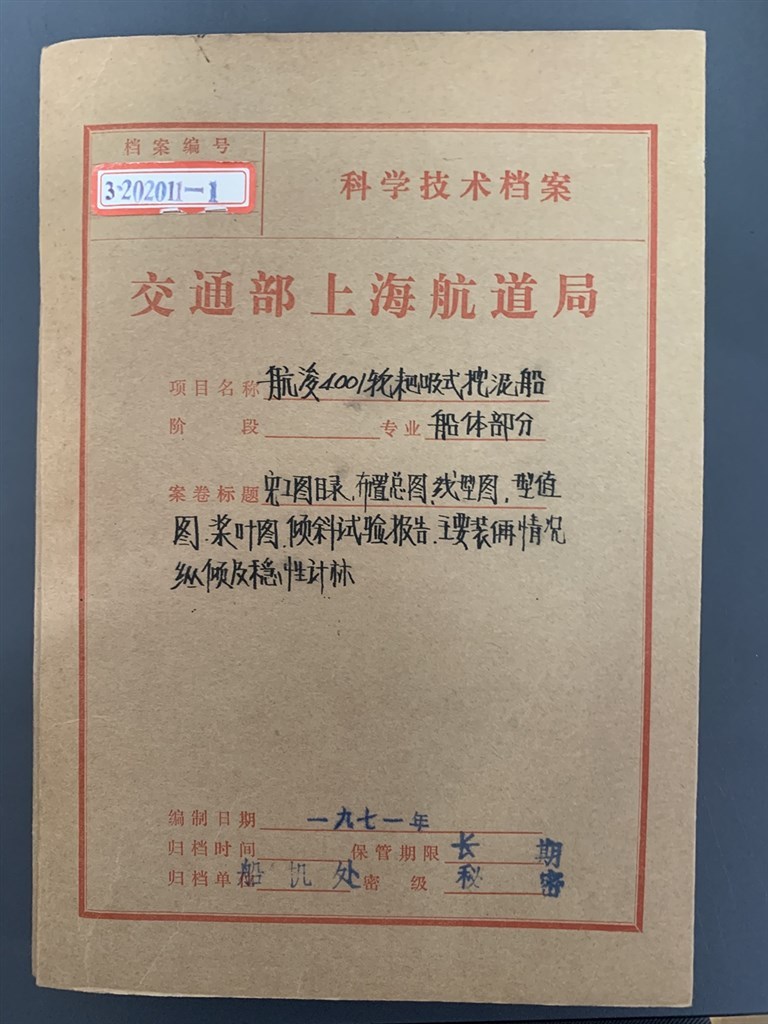 档案编号
3-202011-1
科学技术档案
交通部上海航道局
项目名称 航浚4001轮耙吸式挖泥船
阶段 专业 船体部分
案卷标题 完工图目录、布置总图、线型图、型值
图、桨叶图、倾斜试验报告、主要装俩情况
纵倾及稳性计林
编制日期 一九七一年
归档时间 保管期限 长期
归档单位 船机处 密级 秘密